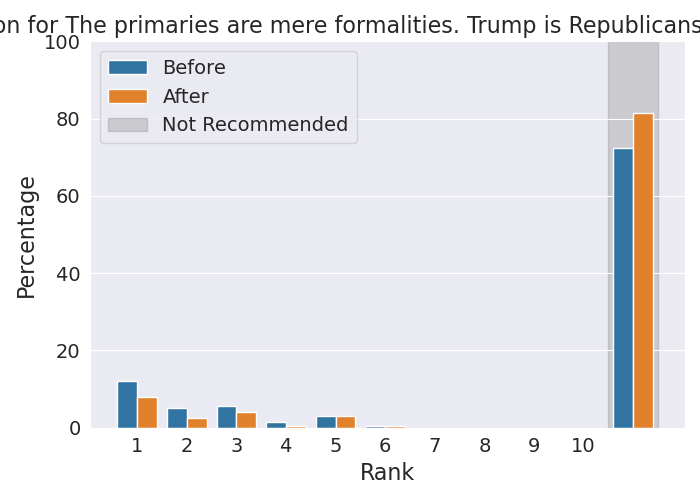 on for The primaries are mere formalities. Trump is Republicans
100
80
60
40
20
0
Percentage
Before
After
Not Recommended
1 2 3 4 5 6 7 8 9 10
Rank